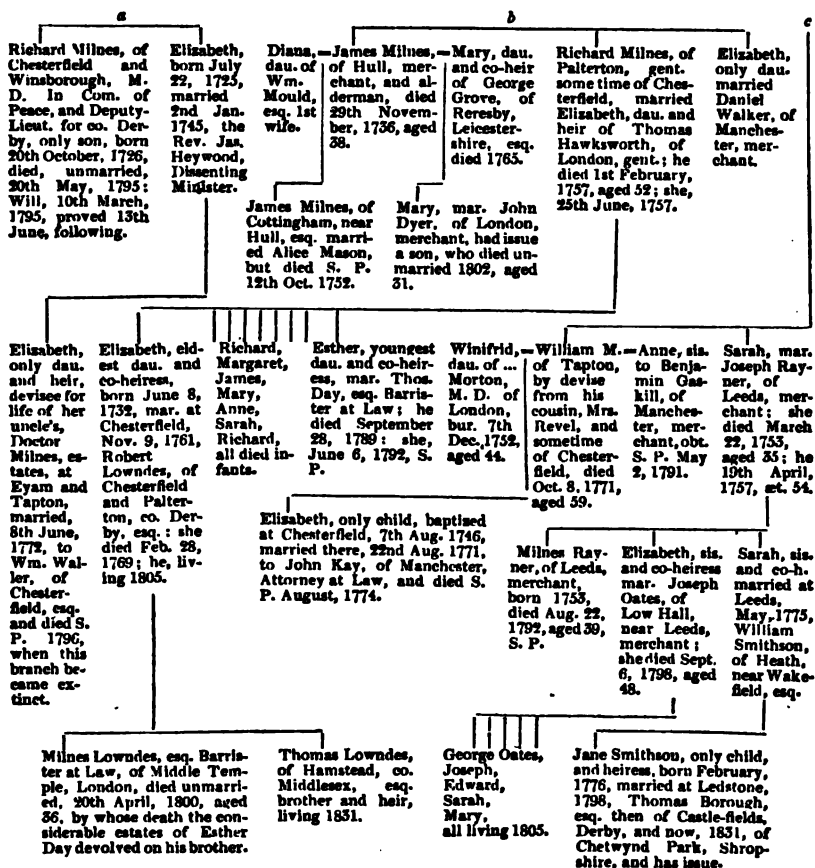 a
b
c
Richard Milnes, of
Chesterfield and
Winsborough, M.
D. In Com. of
Peace, and Deputy-
Lieut. for co. Der-
by, only son, born
20th October, 1726,
died, unmarried,
20th May, 1795:
Will, 10th March,
1795, proved 13th
June, following.
Elizabeth,
born July
22, 1725,
married
2nd Jan.
1745, the
Rev. Jas.
Heywood,
Dissenting
Minister.
Diana,
dau. of
Wm.
Mould,
esq. 1st
wife.
=James Milnes,=
of Hull, mer-
chant, and al-
derman, died
29th Novem-
ber, 1736, aged
38.
Mary, dau.
and co-heir
of George
Grove, of
Reresby,
Leicester-
shire, esq.
died 1765.
Richard Milnes, of
Palterton, gent.
some time of Ches-
terfield, married
Elizabeth, dau. and
heir of Thomas
Hawksworth, of
London, gent.; he
died 1st February,
1757, aged 52; she,
25th June, 1757.
Elizabeth,
only dau.
married
Daniel
Walker, of
Manches-
ter, mer-
chant.
James Milnes, of
Cottingham, near
Hull, esq. marri-
ed Alice Mason,
but died S. P.
12th Oct. 1752.
Mary, mar. John
Dyer, of London,
merchant, had issue
a son, who died un-
married 1802, aged
31.
Elizabeth,
only dau.
and heir,
devisee for
life of her
uncle's,
Doctor
Milnes, es-
tates, at
Eyam and
Tapton,
married,
8th June,
1772, to
Wm. Wal-
ler, of
Chester-
field, esq.
and died S.
P. 1796,
when this
branch be-
came ex-
tinct.
Elizabeth, eld-
est dau. and
co-heiress,
born June 8,
1732, mar. at
Chesterfield,
Nov. 9, 1761,
Robert
Lowndes, of
Chesterfield
and Palter-
ton, co. Der-
by, esq.: she
died Feb. 28,
1769; he, liv-
ing 1805.
Richard,
Margaret,
James,
Mary,
Anne,
Sarah,
Richard,
all died in-
fants.
Esther, youngest
dau. and co-heir-
ess, mar. Thos.
Day, esq. Barris-
ter at Law; he
died September
28, 1789: she,
June 6, 1792, S.
P.
Winifrid,
dau. of ...
Morton,
M. D. of
London,
bur. 7th
Dec. 1752,
aged 44.
=William M.=
of Tapton,
by devise
from his
cousin, Mrs.
Revel, and
sometime
of Chester-
field, died
Oct. 8, 1771,
aged 59.
Anne, sis.
to Benja-
min Gas-
kill, of
Manches-
ter, mer-
chant, obt.
S. P. May
2, 1791.
Sarah, mar.
Joseph Ray-
ner, of
Leeds, mer-
chant; she
died March
22, 1753,
aged 35; he
19th April,
1757, æt. 54.
Elizabeth, only child, baptised
at Chesterfield, 7th Aug. 1746,
married there, 22nd Aug. 1771,
to John Kay, of Manchester,
Attorney at Law, and died S.
P. August, 1774.
Milnes Ray-
ner, of Leeds,
merchant,
born 1753,
died Aug. 22,
1792, aged 39,
S. P.
Elizabeth, sis.
and co-heiress
mar. Joseph
Oates, of
Low Hall,
near Leeds,
merchant;
she died Sept.
6, 1798, aged
48.
Sarah, sis.
and co-h.
married at
Leeds,
May, 1775,
William
Smithson,
of Heath,
near Wake-
field, esq.
Milnes Lowndes, esq. Barris-
ter at Law, of Middle Tem-
ple, London, died unmarri-
ed, 20th April, 1800, aged
36, by whose death the con-
siderable estates of Esther
Day devolved on his brother.
Thomas Lowndes,
of Hamstead, co.
Middlesex, esq.
brother and heir,
living 1831.
George Oates,
Joseph,
Edward,
Sarah,
Mary,
all living 1805.
Jane Smithson, only child,
and heiress, born February,
1776, married at Ledstone,
1798, Thomas Borough,
esq. then of Castle-fields,
Derby, and now, 1831, of
Chetwynd Park, Shrop-
shire, and has issue.